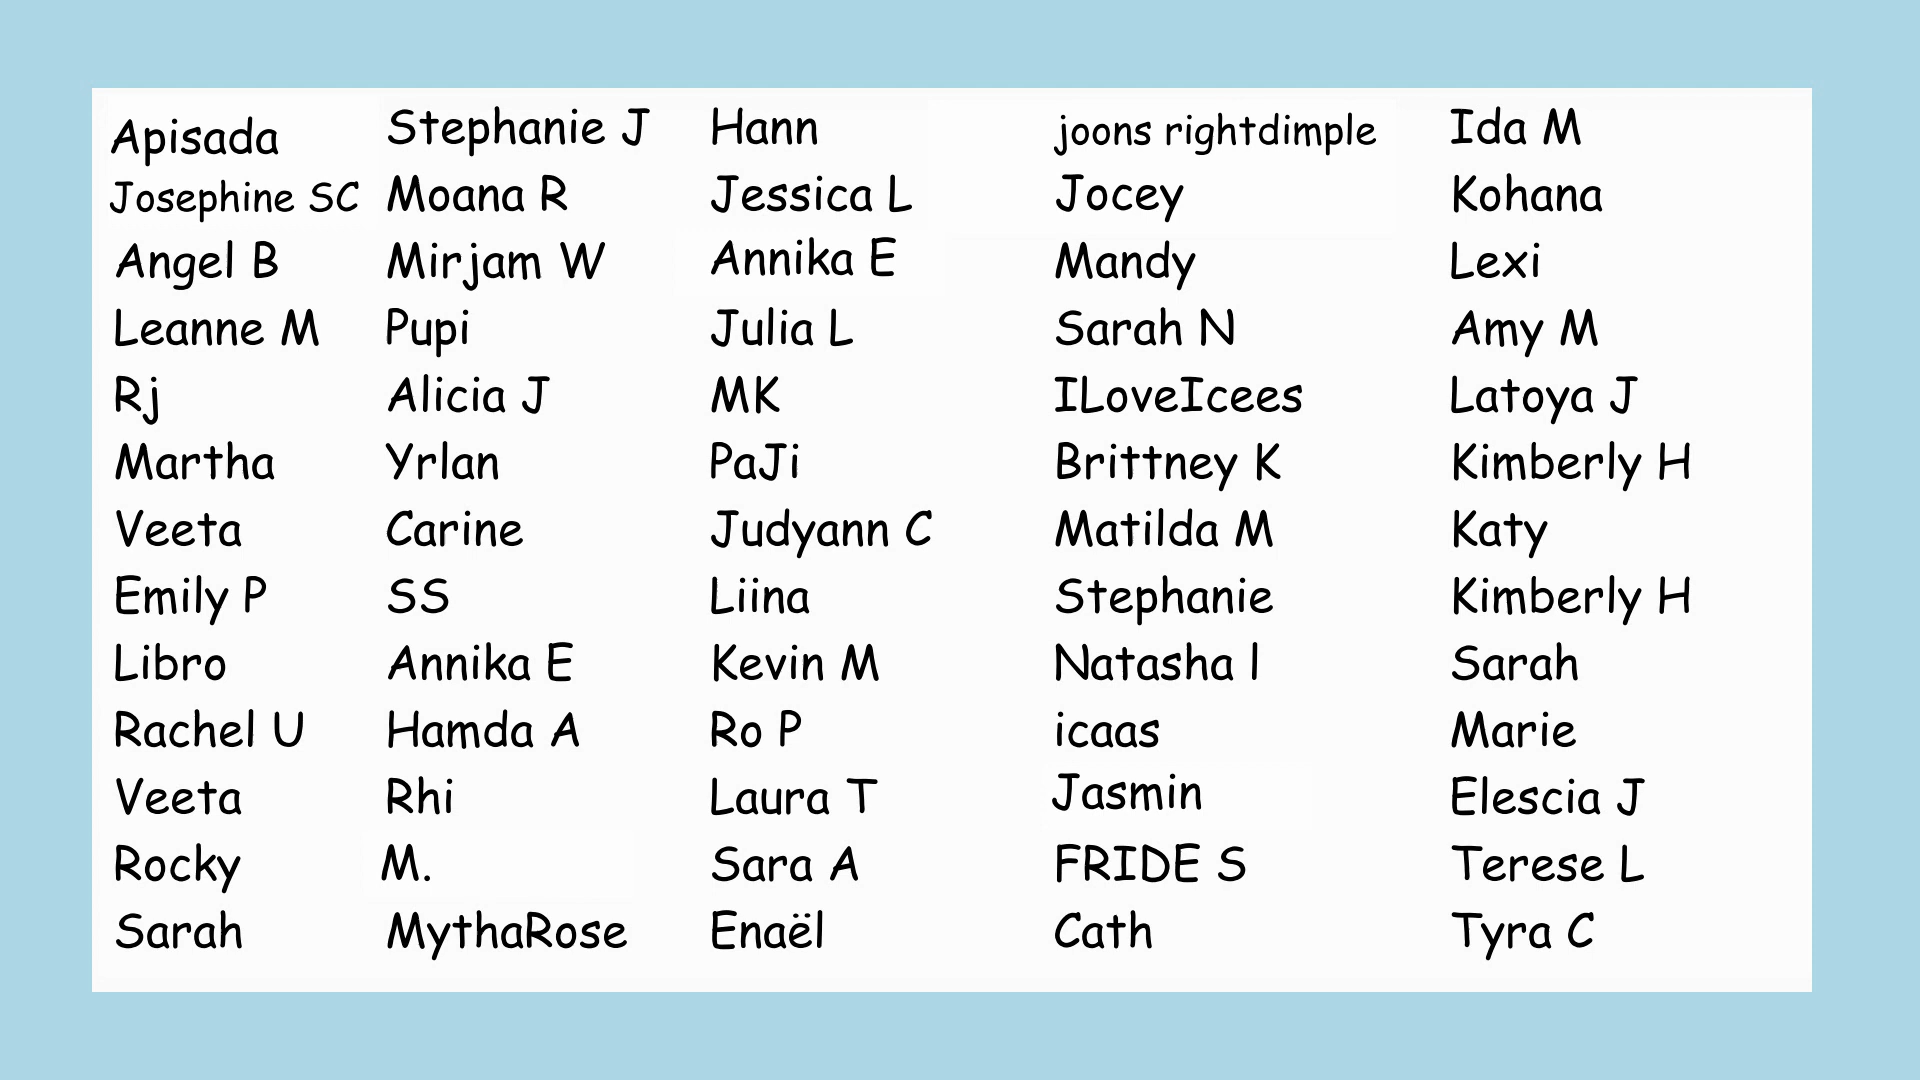 Apisada
Josephine SC
Angel B
Leanne M
Rj
Martha
Veeta
Emily P
Libro
Rachel U
Veeta
Rocky
Sarah
Stephanie J
Moana R
Mirjam W
Pupi
Alicia J
Yrlan
Carine
SS
Annika E
Hamda A
Rhi
M.
MythaRose
Hann
Jessica L
Annika E
Julia L
MK
PaJi
Judyann C
Liina
Kevin M
Ro P
Laura T
Sara A
Enaël
joons rightdimple
Jocey
Mandy
Sarah N
ILoveIcees
Brittney K
Matilda M
Stephanie
Natasha l
icaas
Jasmin
FRIDE S
Cath
Ida M
Kohana
Lexi
Amy M
Latoya J
Kimberly H
Katy
Kimberly H
Sarah
Marie
Elescia J
Terese L
Tyra C